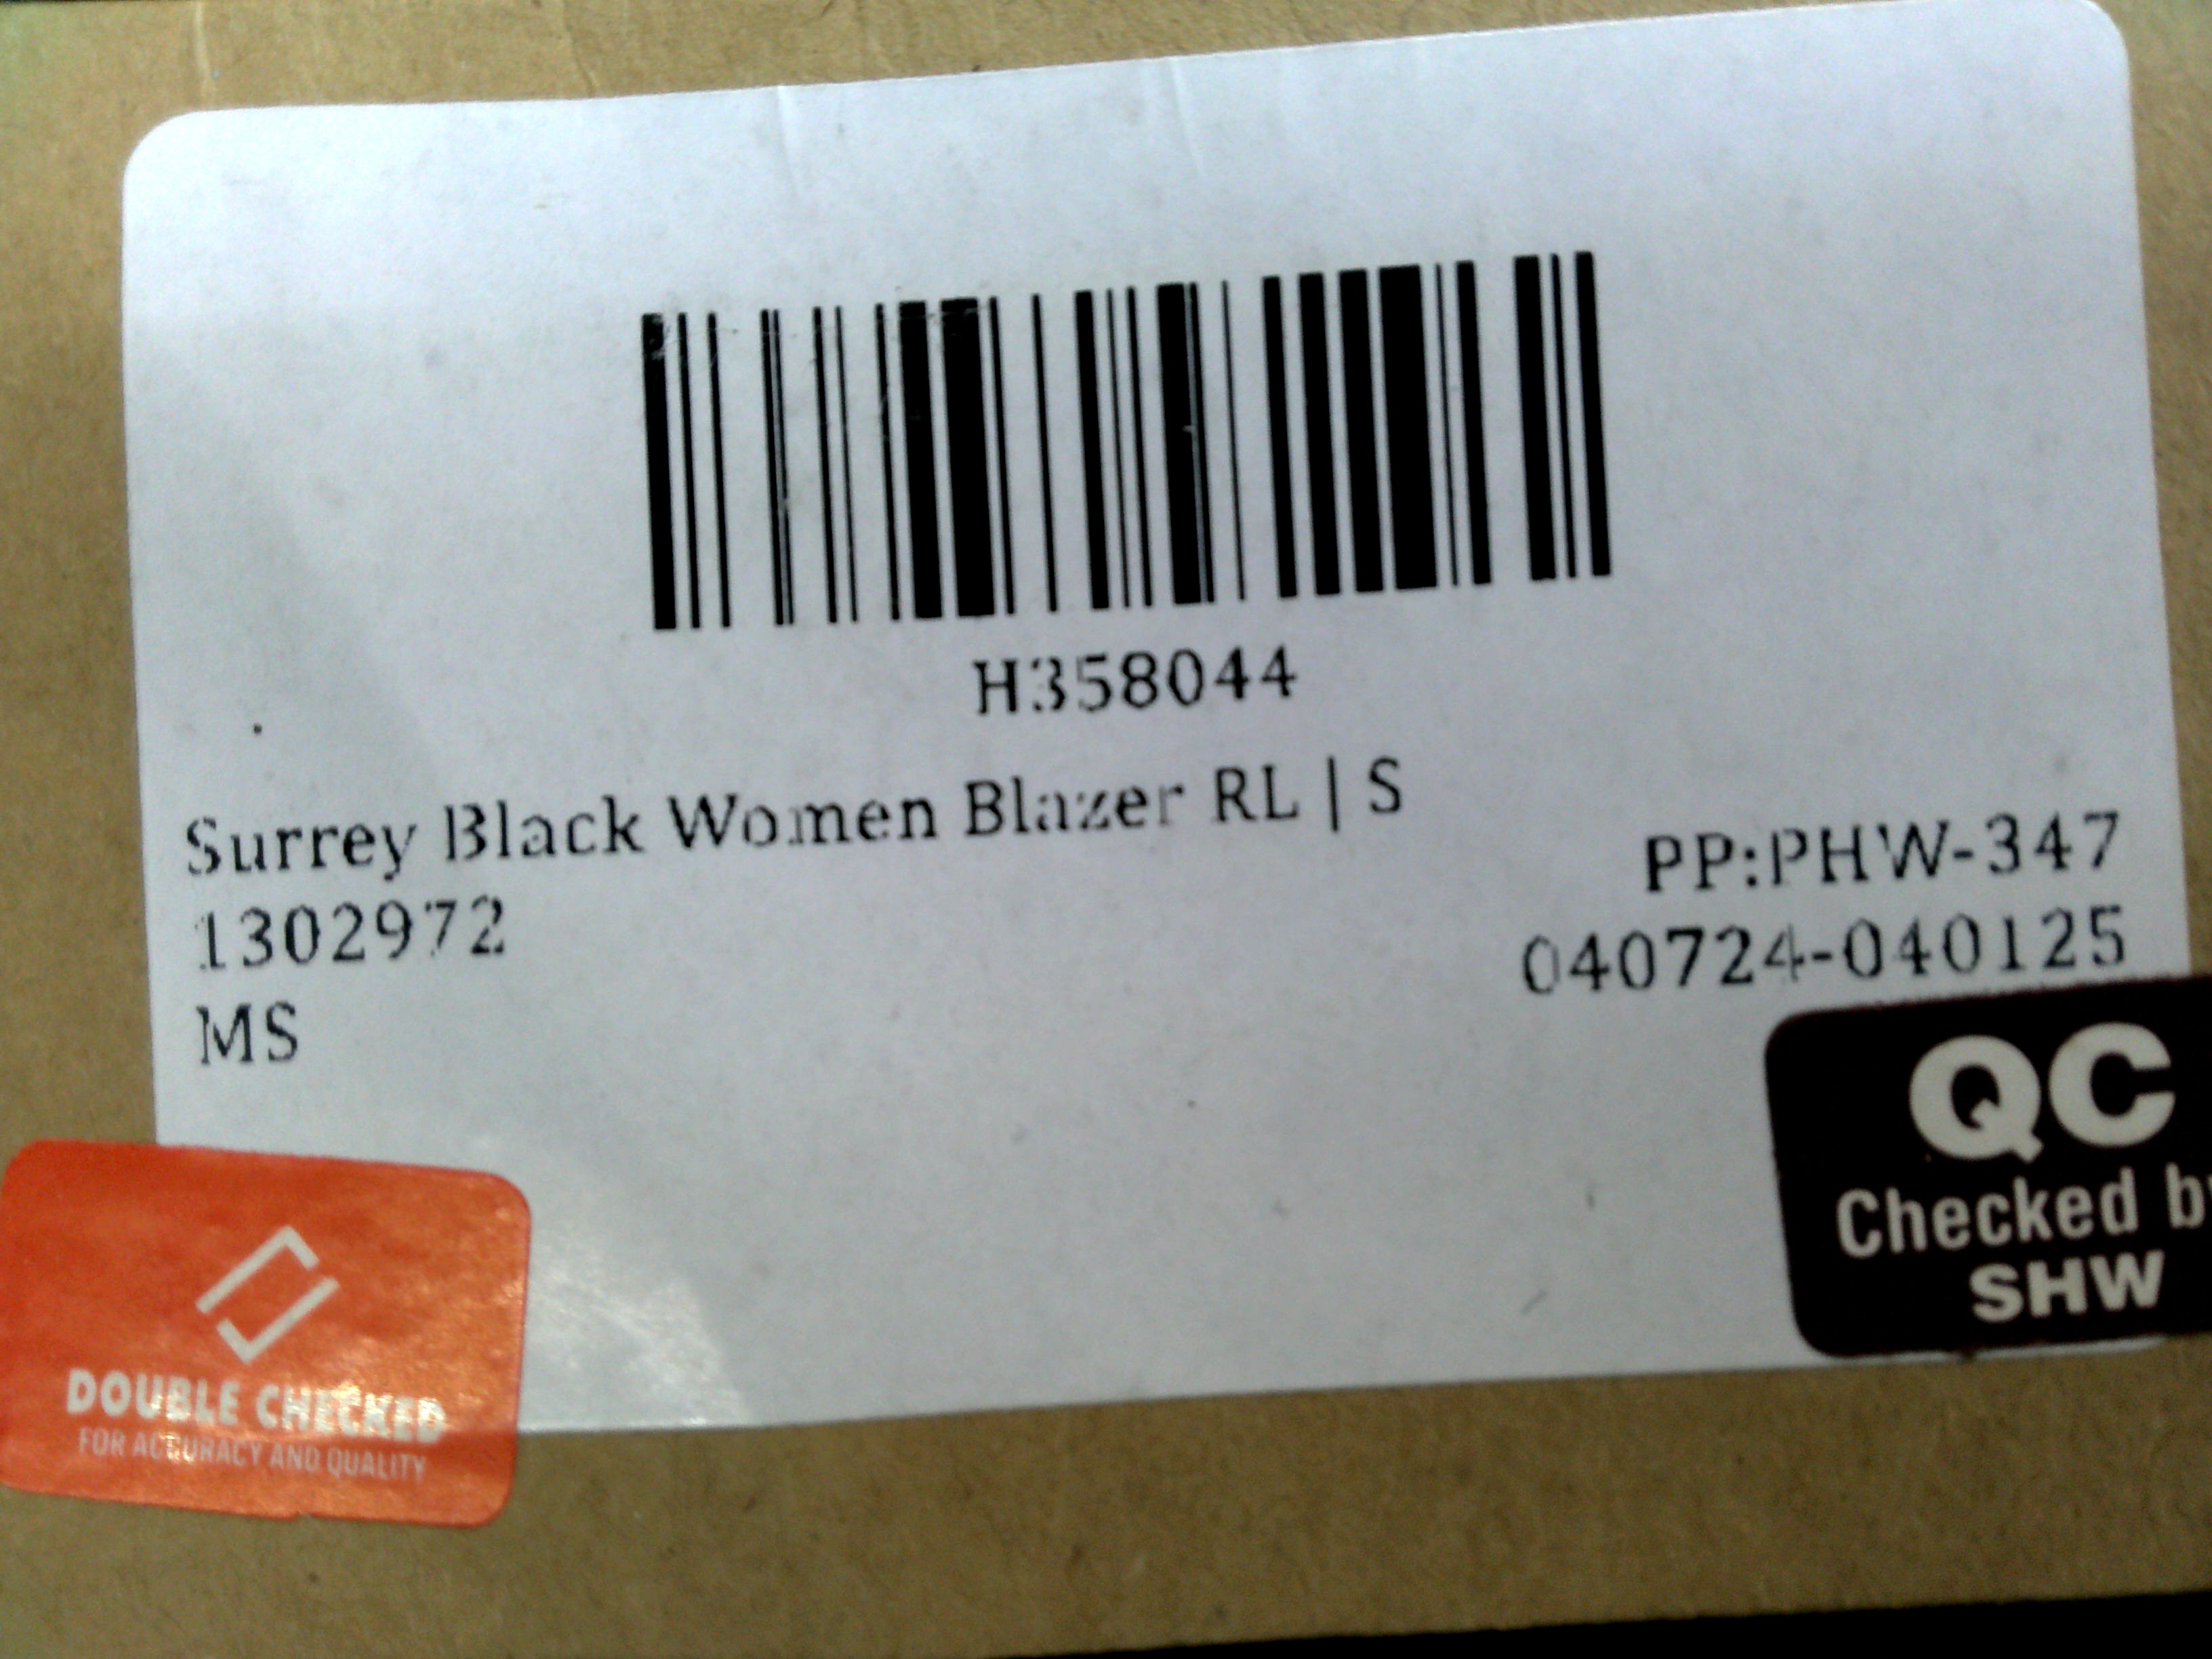 H358044
Surrey Black Women Blazer RL | S
PP:PHW-347
1302972
040724-040125
MS
QC
Checked by
SHW
DOUBLE CHECKED
FOR ACCURACY AND QUALITY